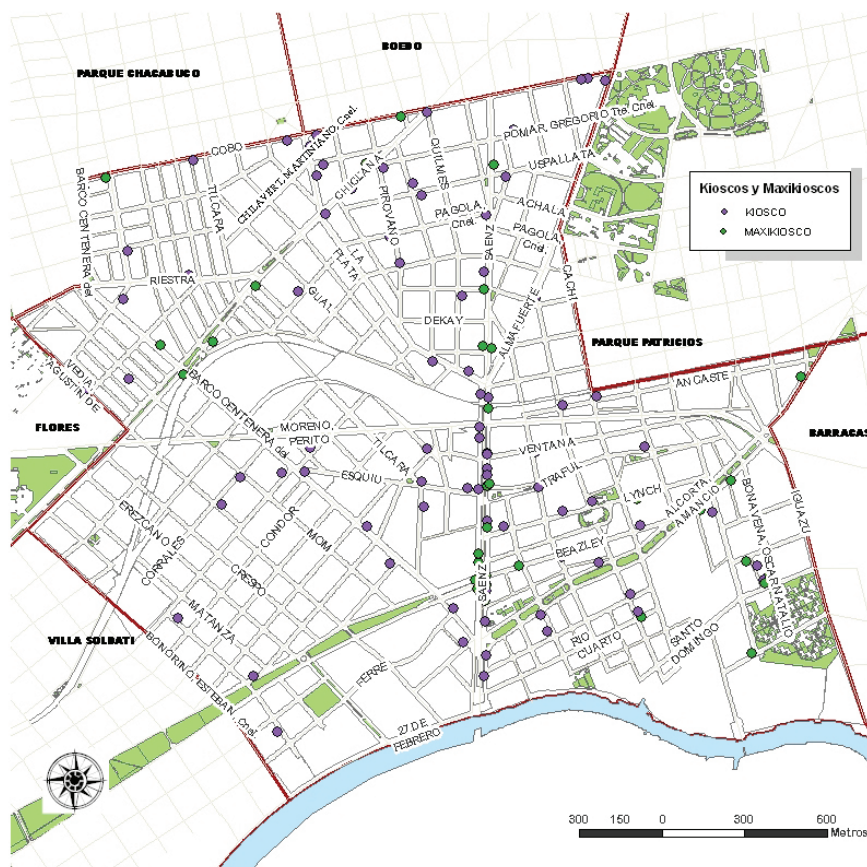 BOEDO
PARQUE CHACABUCO
POMAR, GREGORIO Tte. Cnel.
COBO
CHILAVERT, MARTINIANO, Cnel.
USPALLATA
CHICLANA
QUILMES
BARCO CENTENERA del
TILCARA
PIROVANO
PAGOLA
Cnel.
ACHALA
SAENZ
PAGOLA,
Cnel.
Kioscos y Maxikioscos
KIOSCO
MAXIKIOSCO
RIESTRA
LA
PLATA
GUAL
CACHI
DEKAY
ALMAFUERTE
PARQUE PATRICIOS
VEDIA,
AGUSTIN DE
ANCASTE
BARCO CENTENERA del
FLORES
MORENO,
PERITO
TILCARA
VENTANA
BARRACAS
ESQUIU
TRAFUL
LYNCH
ALCORTA
AMANCIO
BONAVENA, OSCAR NATALIO
IGUAZU
EREZCANO
CORRALES
CONDOR
MOM
BEAZLEY
CRESPO
SAENZ
MATANZA
VILLA SOLDATI
BONORINO, ESTEBAN, Cnel.
RIO
CUARTO
SANTO
DOMINGO
FERRE
27 DE
FEBRERO
300 150 0 300 600
Metros